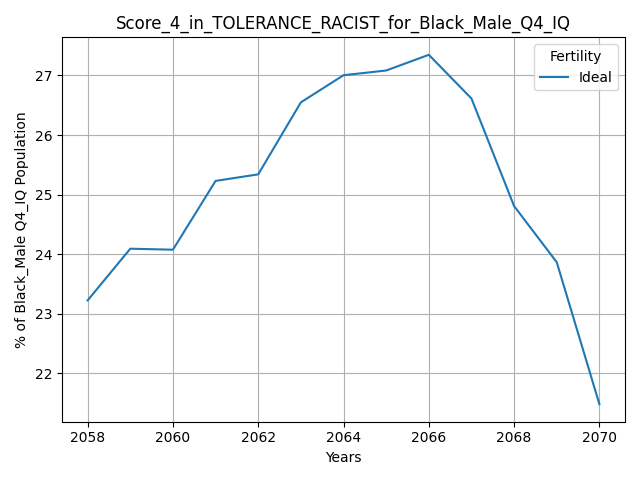 Score_4_in_TOLERANCE_RACIST_for_Black_Male_Q4_IQ
Fertility
Ideal
% of Black_Male Q4_IQ Population
27
26
25
24
23
22
2058 2060 2062 2064 2066 2068 2070
Years